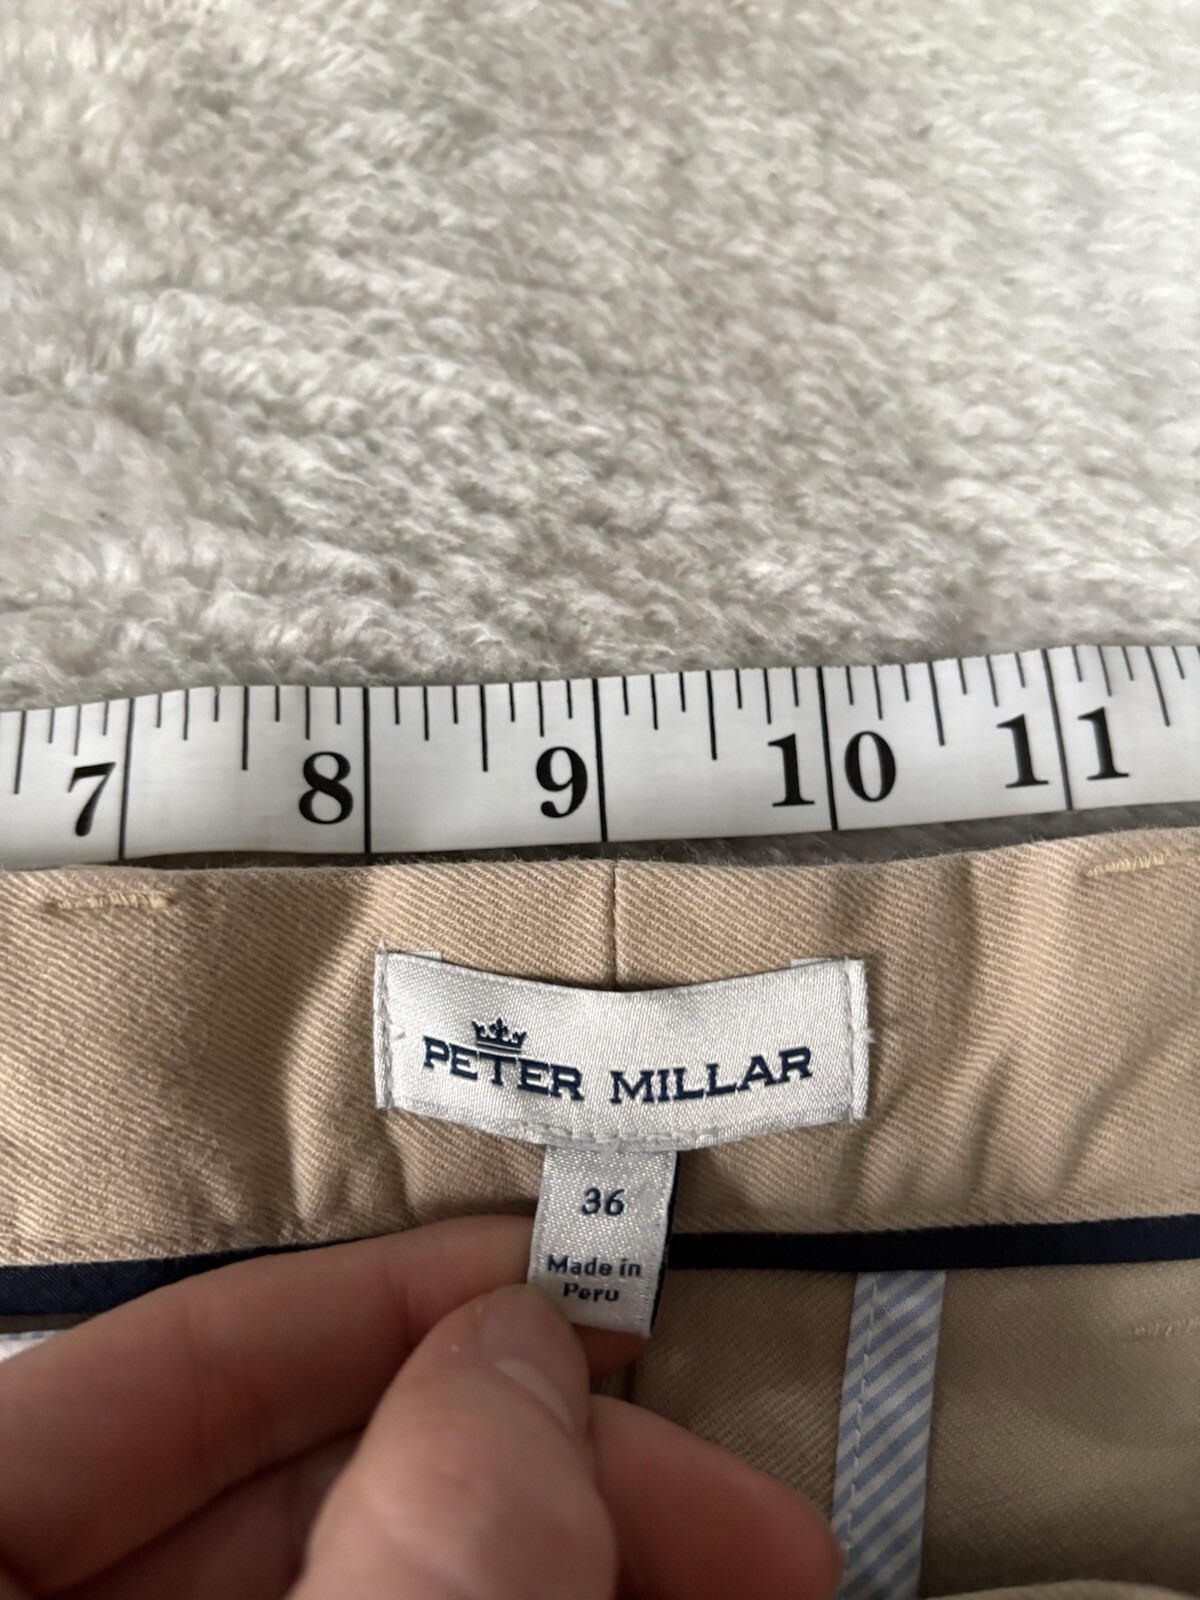 7 8 9 10 11
PETER MILLAR
36
Made in
Peru